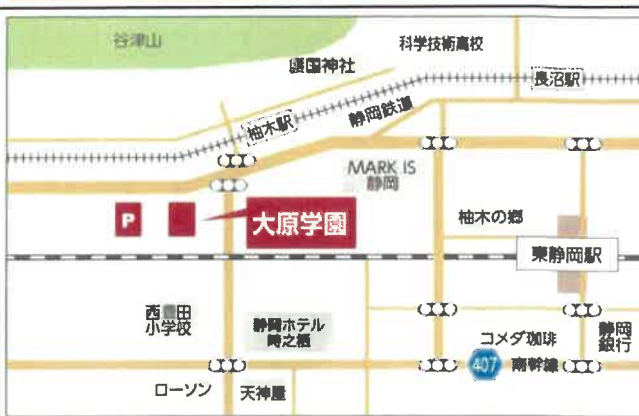 谷津山
科学技術高校
護国神社
長沼駅
柚木駅
静岡鉄道
MARK IS
静岡
P
大原学園
柚木の郷
東静岡駅
西豊田
小学校
静岡ホテル
時之栖
コメダ珈琲
静岡
銀行
407
南幹線
ローソン
天神屋